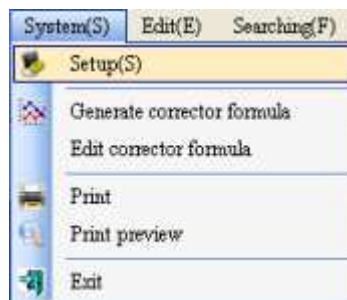 System(S) Edit(E) Searching(F)
Setup(S)
Generate corrector formula
Edit corrector formula
Print
Print preview
Exit